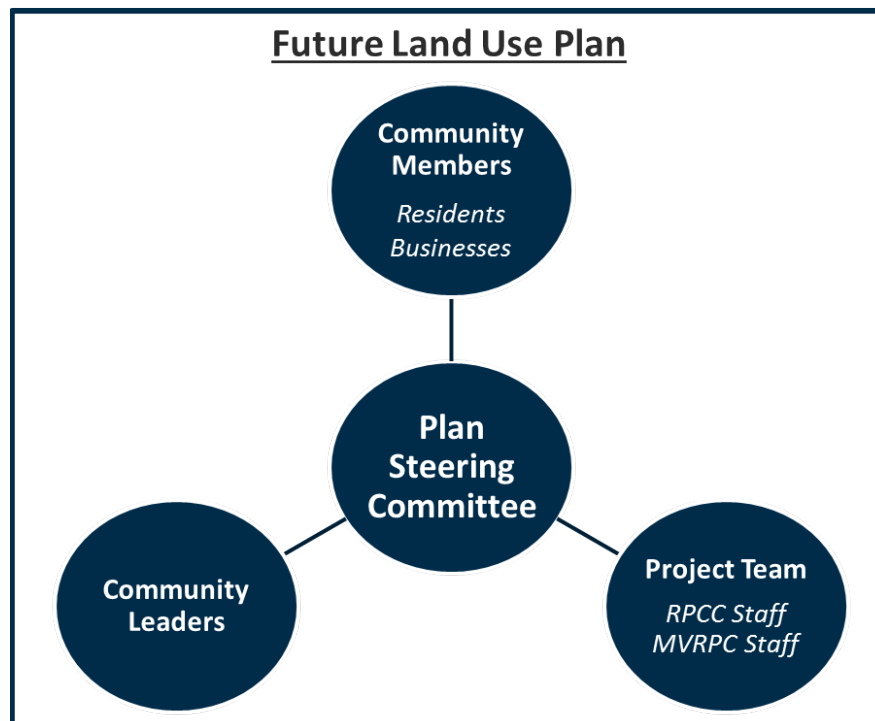 Future Land Use Plan
Community
Members
Residents
Businesses
Plan
Steering
Committee
Community
Leaders
Project Team
RPCC Staff
MVRPC Staff